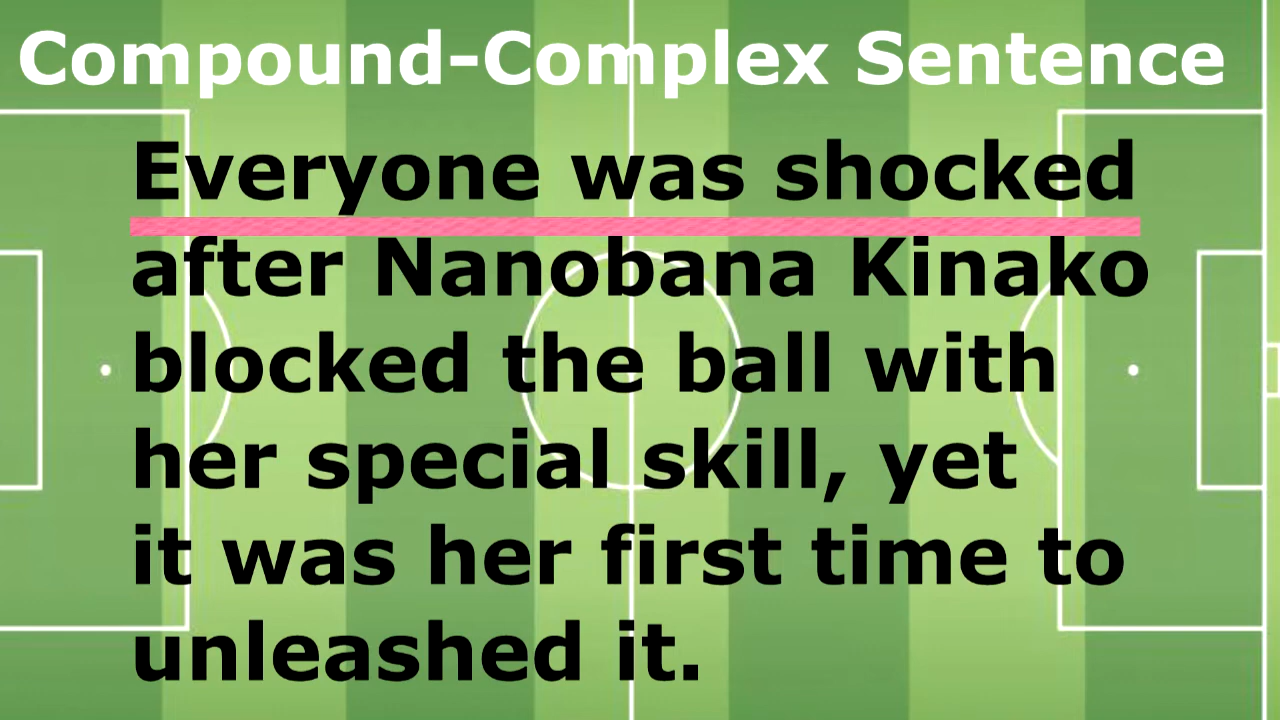 Compound-Complex Sentence
Everyone was shocked
after Nanobana Kinako
blocked the ball with
her special skill, yet
it was her first time to
unleashed it.